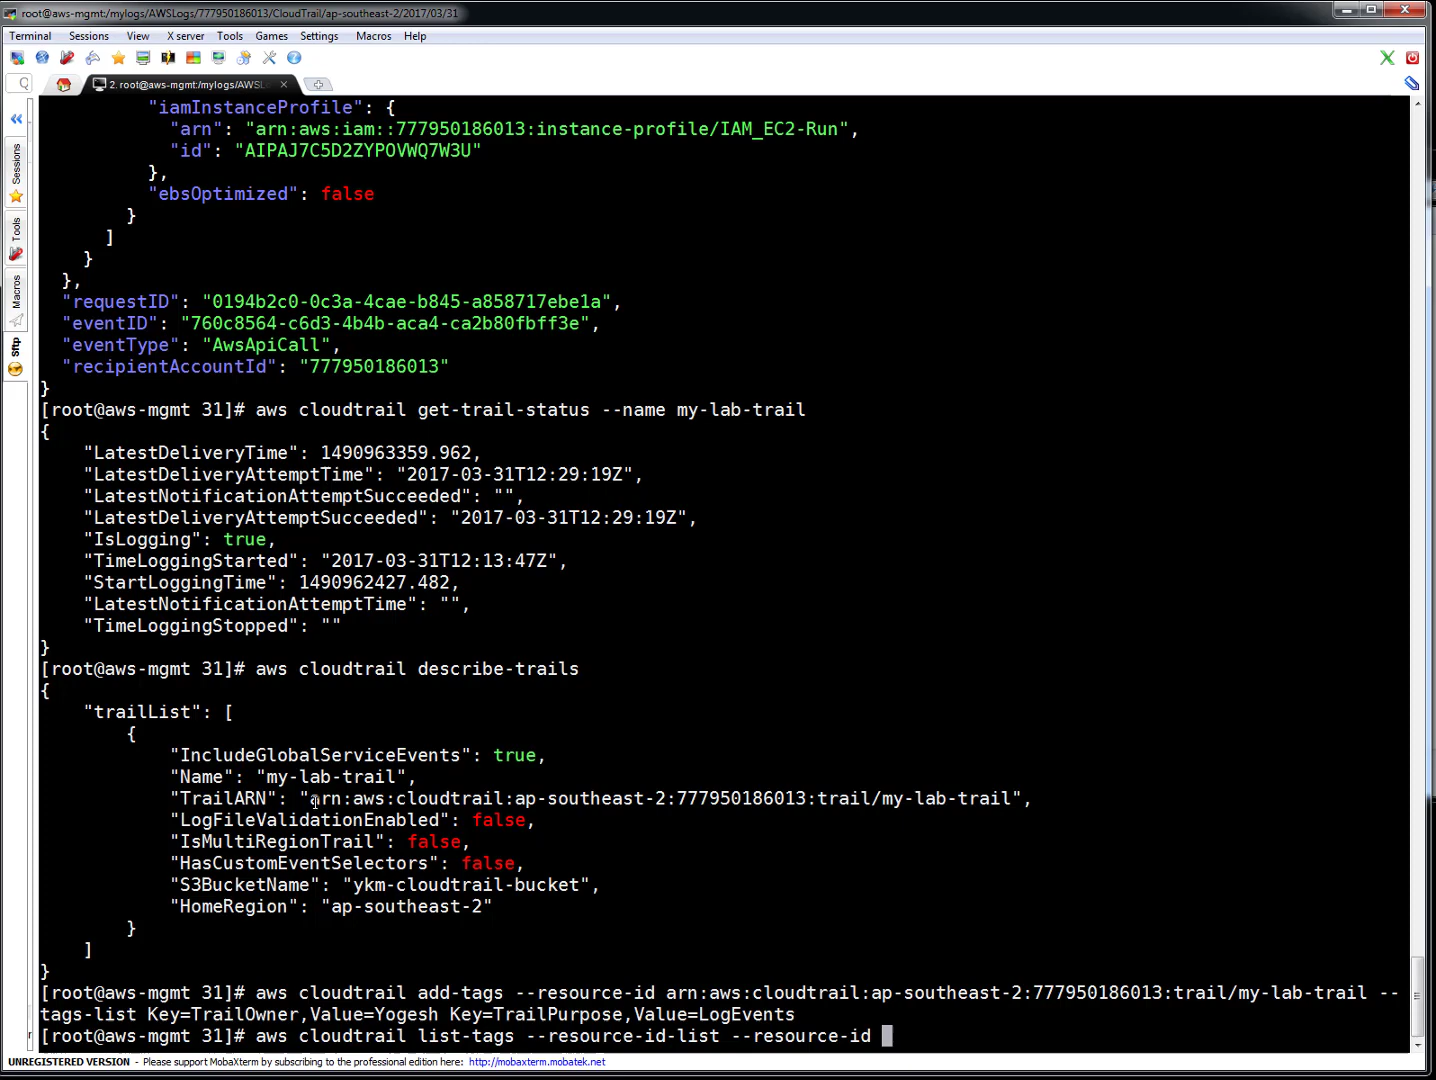 root@aws-mgmt:/mylogs/AWSLogs/777950186013/CloudTrail/ap-southeast-2/2017/03/31
Terminal Sessions View X server Tools Games Settings Macros Help
2. root@aws-mgmt:/mylogs/AWSL
Sessions
Tools
Macros
Sftp
"iamInstanceProfile": {
"arn": "arn:aws:iam::777950186013:instance-profile/IAM_EC2-Run",
"id": "AIPAJ7C5D2ZYPOVWQ7W3U"
},
"ebsOptimized": false
}
]
}
},
"requestID": "0194b2c0-0c3a-4cae-b845-a858717ebe1a",
"eventID": "760c8564-c6d3-4b4b-aca4-ca2b80fbff3e",
"eventType": "AwsApiCall",
"recipientAccountId": "777950186013"
}
[root@aws-mgmt 31]# aws cloudtrail get-trail-status --name my-lab-trail
{
"LatestDeliveryTime": 1490963359.962,
"LatestDeliveryAttemptTime": "2017-03-31T12:29:19Z",
"LatestNotificationAttemptSucceeded": "",
"LatestDeliveryAttemptSucceeded": "2017-03-31T12:29:19Z",
"IsLogging": true,
"TimeLoggingStarted": "2017-03-31T12:13:47Z",
"StartLoggingTime": 1490962427.482,
"LatestNotificationAttemptTime": "",
"TimeLoggingStopped": ""
}
[root@aws-mgmt 31]# aws cloudtrail describe-trails
{
"trailList": [
{
"IncludeGlobalServiceEvents": true,
"Name": "my-lab-trail",
"TrailARN": "arn:aws:cloudtrail:ap-southeast-2:777950186013:trail/my-lab-trail",
"LogFileValidationEnabled": false,
"IsMultiRegionTrail": false,
"HasCustomEventSelectors": false,
"S3BucketName": "ykm-cloudtrail-bucket",
"HomeRegion": "ap-southeast-2"
}
]
}
[root@aws-mgmt 31]# aws cloudtrail add-tags --resource-id arn:aws:cloudtrail:ap-southeast-2:777950186013:trail/my-lab-trail --
tags-list Key=TrailOwner,Value=Yogesh Key=TrailPurpose,Value=LogEvents
[root@aws-mgmt 31]# aws cloudtrail list-tags --resource-id-list --resource-id
UNREGISTERED VERSION - Please support MobaXterm by subscribing to the professional edition here: http://mobaxterm.mobatek.net